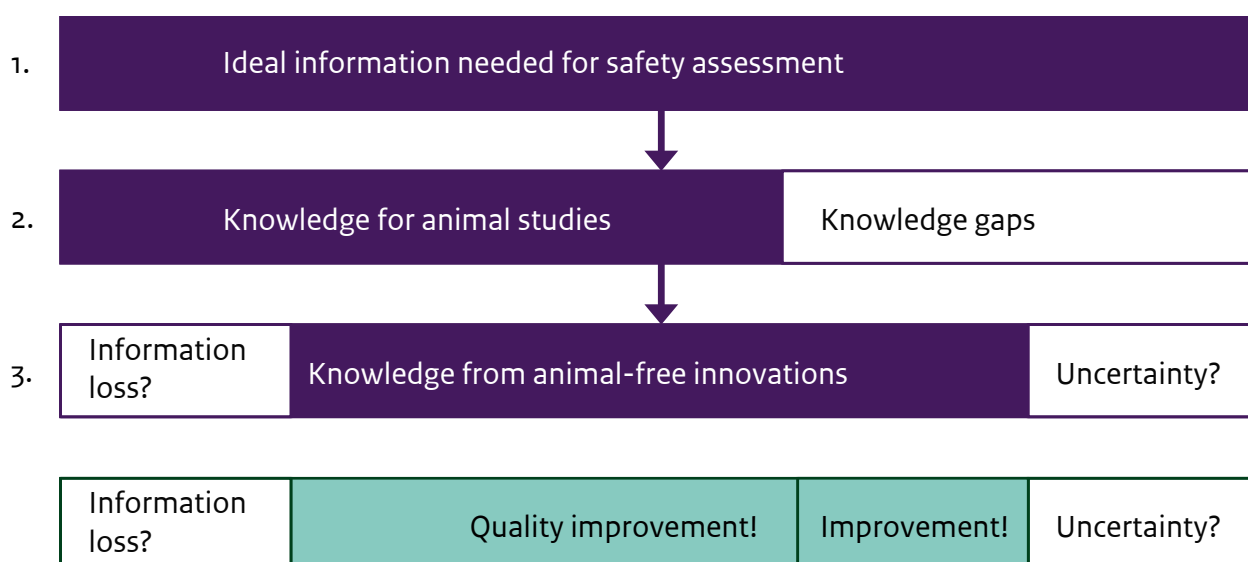 1.
Ideal information needed for safety assessment
2.
Knowledge for animal studies
Knowledge gaps
3.
Information
loss?
Knowledge from animal-free innovations
Uncertainty?
Information
loss?
Quality improvement!
Improvement!
Uncertainty?